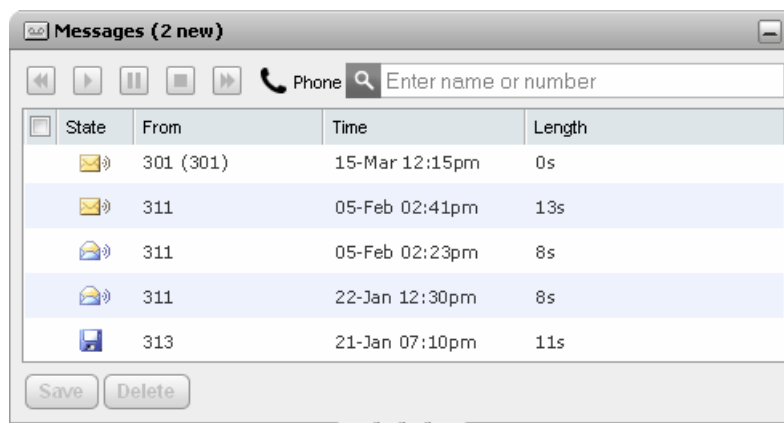 Messages (2 new)
Phone Enter name or number
State From Time Length
301 (301) 15-Mar 12:15pm 0s
311 05-Feb 02:41pm 13s
311 05-Feb 02:23pm 8s
311 22-Jan 12:30pm 8s
313 21-Jan 07:10pm 11s
Save Delete